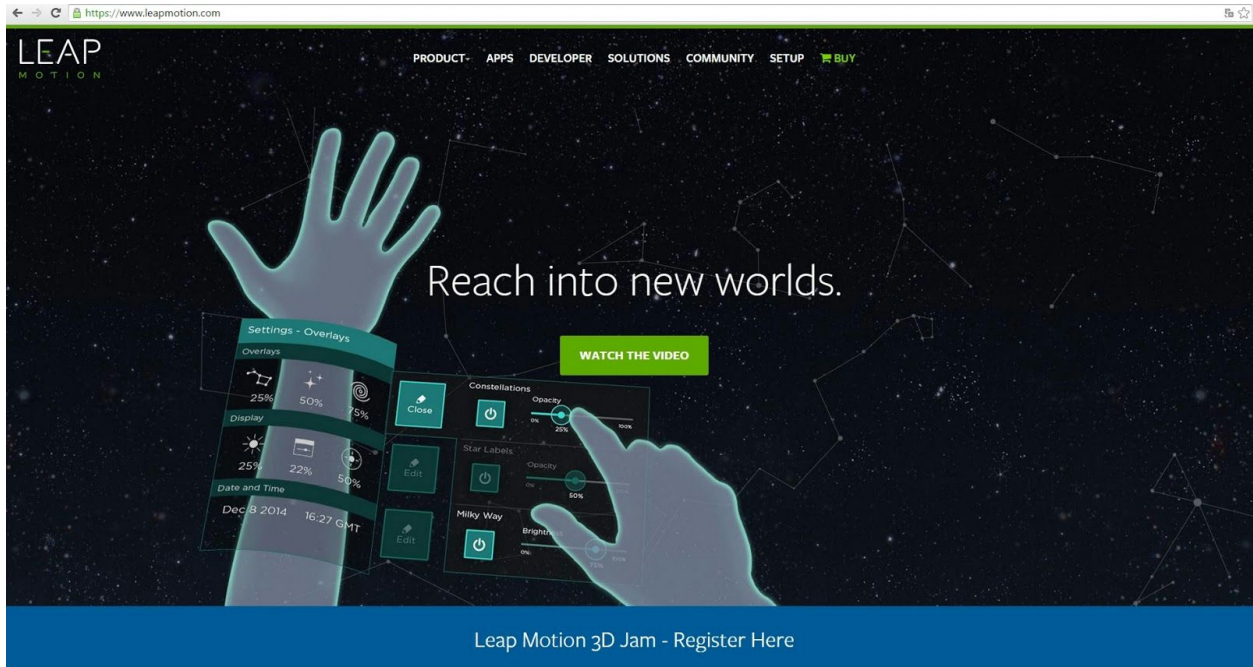 https://www.leapmotion.com
LEAP
MOTION
PRODUCT APPS DEVELOPER SOLUTIONS COMMUNITY SETUP BUY
Reach into new worlds.
WATCH THE VIDEO
Settings - Overlays
Overlays
25% 50% 75%
Display
25% 22% 50%
Date and Time
Dec 8 2014 16:27 GMT
Close
Edit
Edit
Constellations
Opacity
0% 25% 100%
Star Labels
Opacity
0% 50%
Milky Way
Brightness
0% 75% 100%
Leap Motion 3D Jam - Register Here